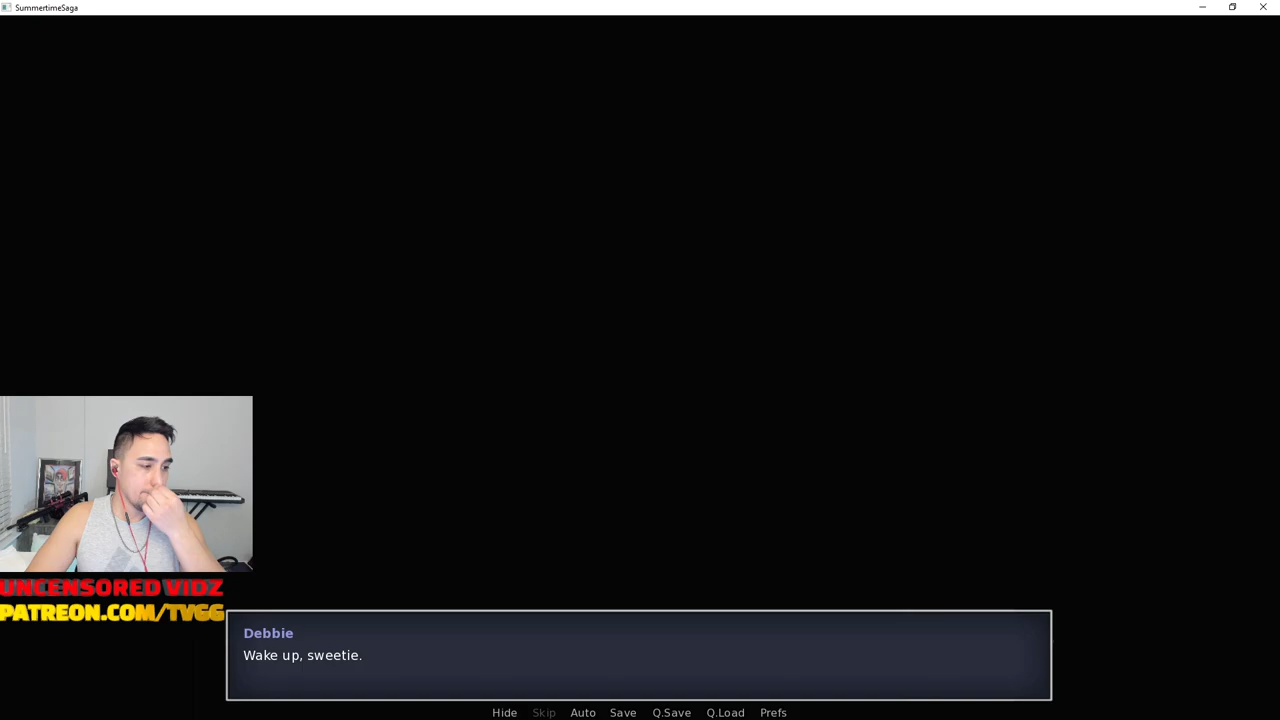 SummertimeSaga
UNCENSORED VIDZ
PATREON.COM/TVGG
Debbie
Wake up, sweetie.
Hide Skip Auto Save Q.Save Q.Load Prefs